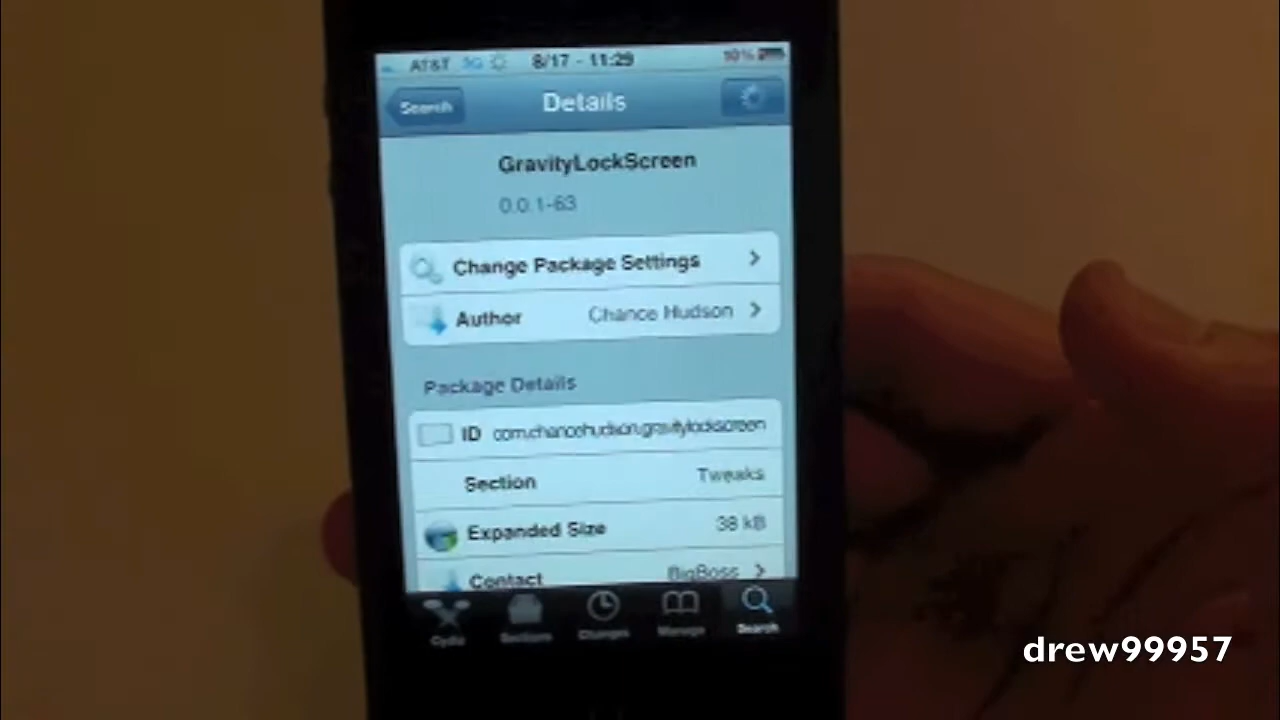 AT&T 3G 8/17 - 11:29 10%
Search Details
GravityLockScreen
0.0.1-63
Change Package Settings
Author Chance Hudson
Package Details
ID com.chancehudson.gravitylockscreen
Section Tweaks
Expanded Size 38 kB
Contact BigBoss
Cydia Sections Changes Manage Search
drew99957